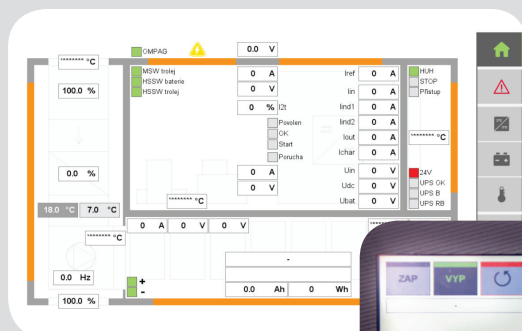 OMPAG
0.0 V
"******** °C
MSW trolej
HSSW baterie
HSSW trolej
0 A
0 V
0 % I2t
Povolen
OK
Start
Porucha
0 A
0 V
"******** °C
Iref 0 A
Iin 0 A
Iind1 0 A
Iind2 0 A
Iout 0 A
Ichar 0 A
Uin 0 V
Udc 0 V
Ubat 0 V
HUH
STOP
Přístup
"******** °C
24V
UPS OK
UPS B
UPS RB
100.0 %
0.0 %
18.0 °C 7.0 °C
"******** °C
0 A 0 V 0 V
-
0.0 Hz
+
-
0.0 Ah 0 Wh
100.0 %
ZAP VYP
-